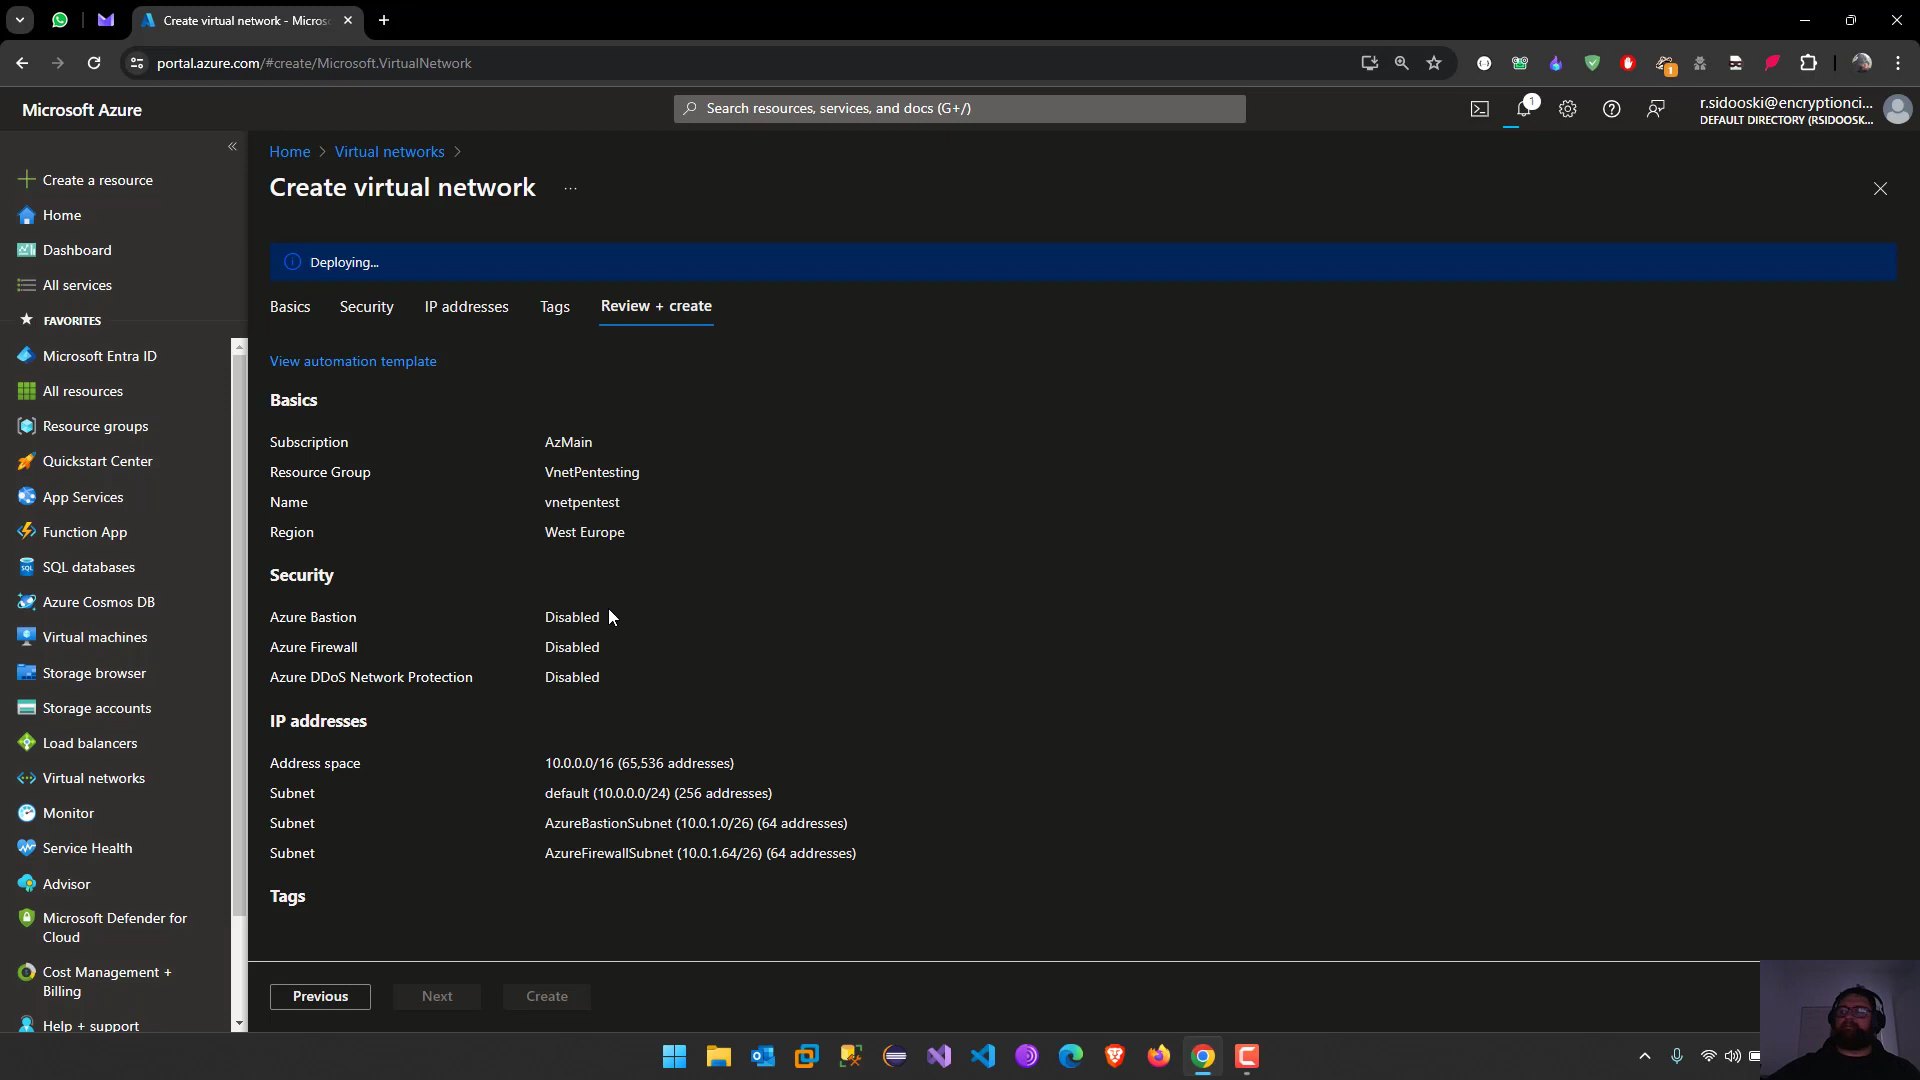 Create virtual network - Micros
portal.azure.com/#create/Microsoft.VirtualNetwork
1
Microsoft Azure
Search resources, services, and docs (G+/)
1
r.sidooski@encryptionci...
DEFAULT DIRECTORY (RSIDOOSK...
Create a resource
Home
Dashboard
All services
FAVORITES
Microsoft Entra ID
All resources
Resource groups
Quickstart Center
App Services
Function App
SQL databases
Azure Cosmos DB
Virtual machines
Storage browser
Storage accounts
Load balancers
Virtual networks
Monitor
Service Health
Advisor
Microsoft Defender for
Cloud
Cost Management +
Billing
Help + support
Home > Virtual networks >
Create virtual network ...
Deploying...
Basics Security IP addresses Tags Review + create
View automation template
Basics
Subscription AzMain
Resource Group VnetPentesting
Name vnetpentest
Region West Europe
Security
Azure Bastion Disabled
Azure Firewall Disabled
Azure DDoS Network Protection Disabled
IP addresses
Address space 10.0.0.0/16 (65,536 addresses)
Subnet default (10.0.0.0/24) (256 addresses)
Subnet AzureBastionSubnet (10.0.1.0/26) (64 addresses)
Subnet AzureFirewallSubnet (10.0.1.64/26) (64 addresses)
Tags
Previous Next Create